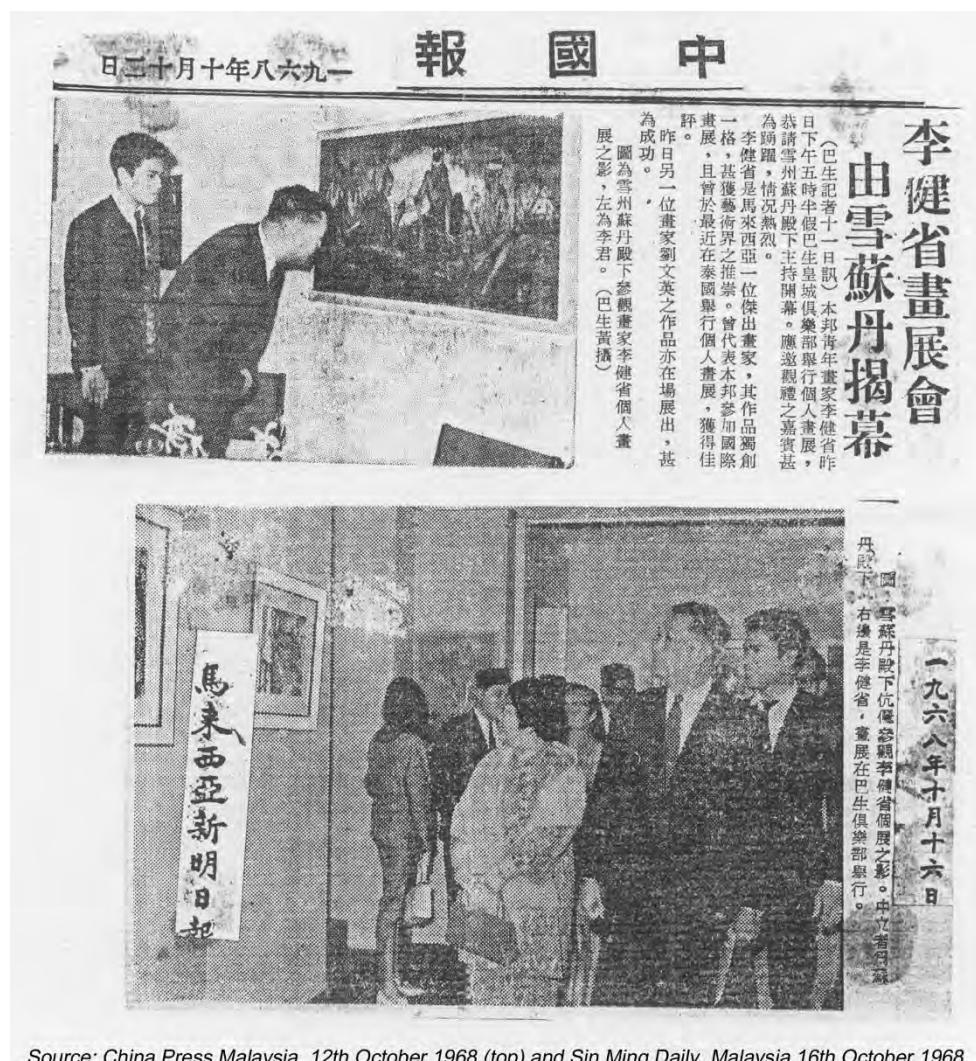 中國報
一九六八年十月十二日
李健省畫展會
由雪蘇丹揭幕
（巴生記者十一日訊）本邦青年畫家李健省昨
日下午五時半假巴生皇城俱樂部舉行個人畫展，
恭請雪州蘇丹殿下主持開幕。應邀觀禮之嘉賓甚
為踴躍，情况熱烈。
李健省是馬來西亞一位傑出畫家，其作品獨創
一格，甚獲藝術界之推崇。曾代表本邦參加國際
畫展，且曾於最近在泰國舉行個人畫展，獲得佳
評。
昨日另一位畫家劉文英之作品亦在場展出，甚
為成功。
圖為雪州蘇丹殿下參觀畫家李健省個人畫
展之影，左為李君。（巴生黃攝）
一九六八年十月十六日
圖：雪蘇丹殿下伉儷參觀李健省個展之影。中立者丹蘇
丹殿下，右邊是李健省，畫展在巴生俱樂部舉行。
馬來西亞新明日起
Source: China Press Malaysia, 12th October 1968 (top) and Sin Ming Daily, Malaysia 16th October 1968